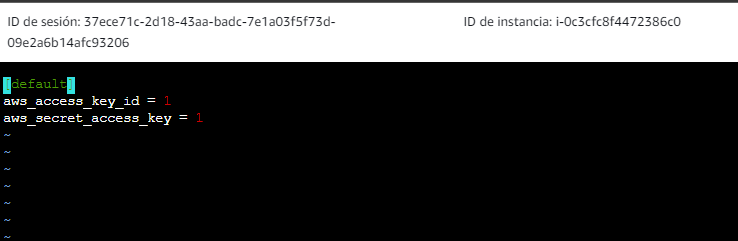 ID de sesión: 37ece71c-2d18-43aa-badc-7e1a03f5f73d-
09e2a6b14afc93206
ID de instancia: i-0c3cfc8f4472386c0
[default]
aws_access_key_id = 1
aws_secret_access_key = 1
~
~
~
~
~
~
~